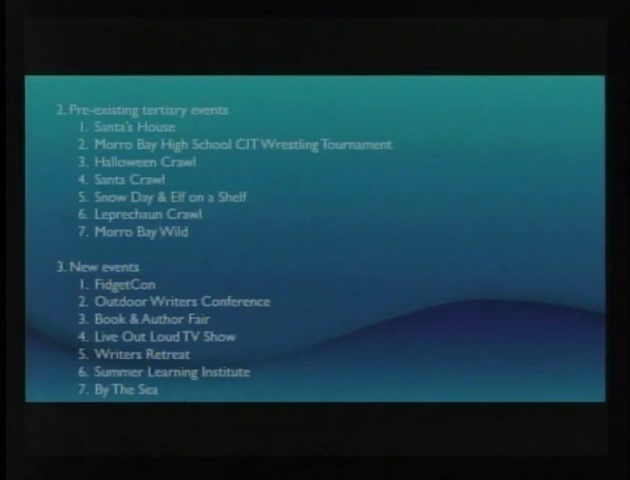 2. Pre-existing tertiary events
1. Santa's House
2. Morro Bay High School CIT Wrestling Tournament
3. Halloween Crawl
4. Santa Crawl
5. Snow Day & Elf on a Shelf
6. Leprechaun Crawl
7. Morro Bay Wild
3. New events
1. FidgetCon
2. Outdoor Writers Conference
3. Book & Author Fair
4. Live Out Loud TV Show
5. Writers Retreat
6. Summer Learning Institute
7. By The Sea